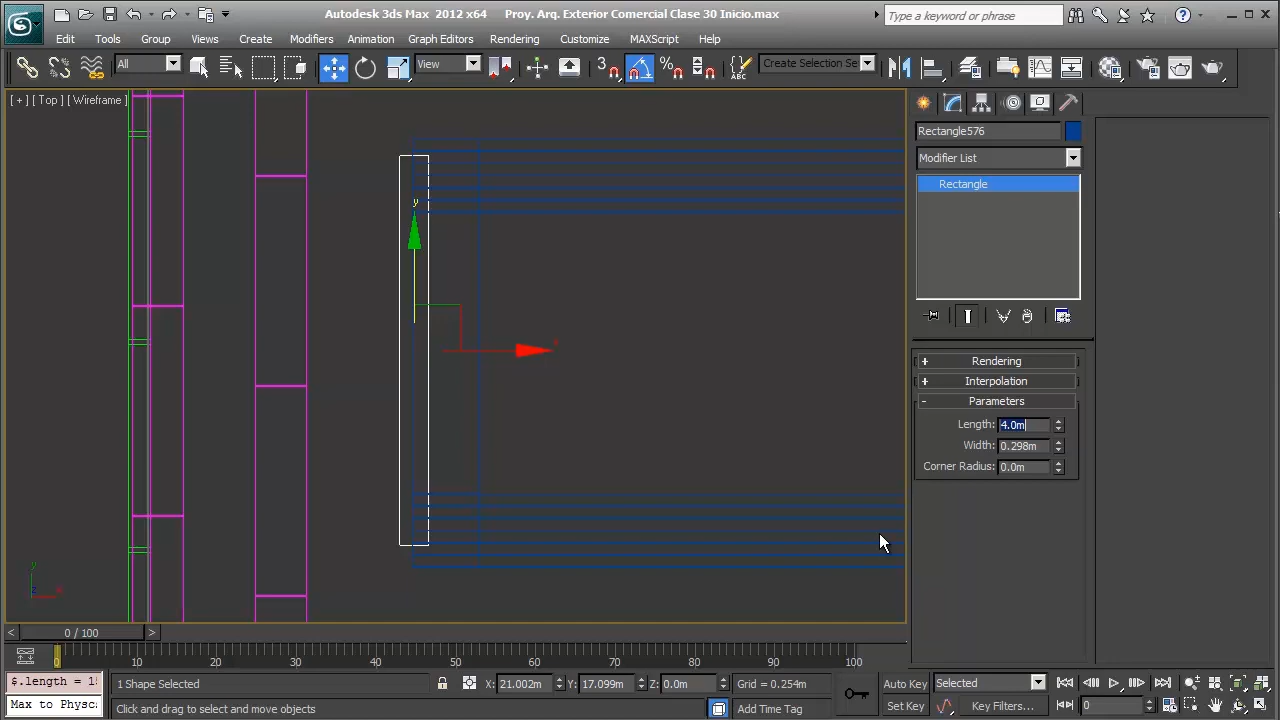 Autodesk 3ds Max 2012 x64 Proy. Arq. Exterior Comercial Clase 30 Inicio.max
Type a keyword or phrase
Edit Tools Group Views Create Modifiers Animation Graph Editors Rendering Customize MAXScript Help
All View 3 Create Selection Se
[ + ] [ Top ] [ Wireframe ]
Rectangle576
Modifier List
Rectangle
y
x
+ Rendering
+ Interpolation
- Parameters
Length: 4.0m
Width: 0.298m
Corner Radius: 0.0m
y
z x
< 0 / 100 >
0 10 20 30 40 50 60 70 80 90 100
$.length = 1
1 Shape Selected X: 21.002m Y: 17.099m Z: 0.0m Grid = 0.254m Auto Key Selected
Max to Physc
Click and drag to select and move objects Add Time Tag Set Key Key Filters... 0